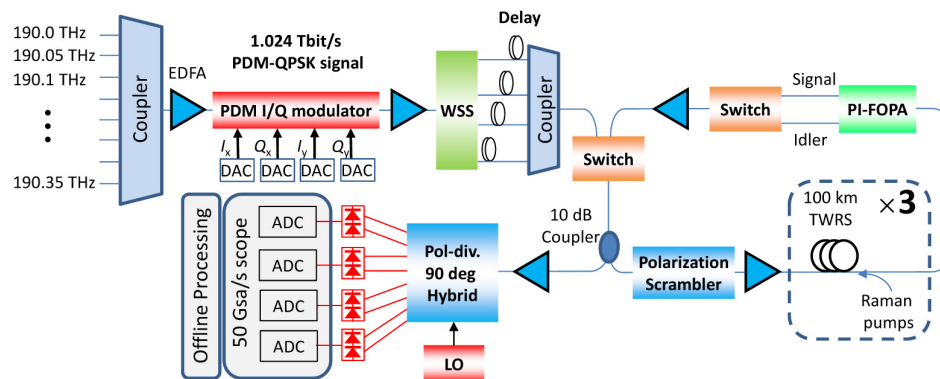 190.0 THz
190.05 THz
190.1 THz
190.35 THz
Coupler
EDFA
1.024 Tbit/s
PDM-QPSK signal
PDM I/Q modulator
Ix Qx Iy Qy
DAC DAC DAC DAC
WSS
Delay
Coupler
Switch
Switch
Signal
Idler
PI-FOPA
100 km
TWRS
×3
Raman
pumps
Polarization
Scrambler
10 dB
Coupler
Pol-div.
90 deg
Hybrid
LO
ADC
ADC
ADC
ADC
50 Gsa/s scope
Offline Processing